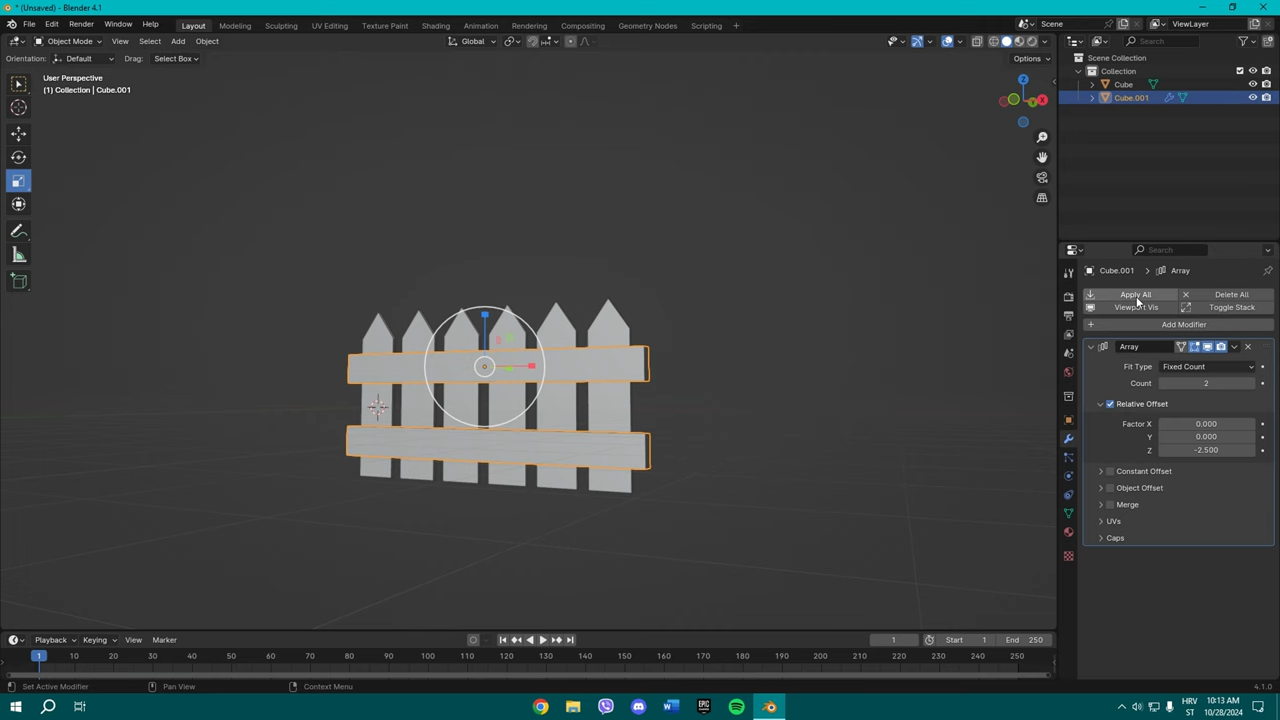 * (Unsaved) - Blender 4.1
File Edit Render Window Help Layout Modeling Sculpting UV Editing Texture Paint Shading Animation Rendering Compositing Geometry Nodes Scripting + Scene ViewLayer
Object Mode View Select Add Object Global Search
Orientation: Default Drag: Select Box Options Scene Collection
Collection
User Perspective Cube
(1) Collection | Cube.001 Cube.001
Z
X
Y
Search
Cube.001 > Array
Apply All Delete All
Viewport Vis Toggle Stack
+ Add Modifier
Array
Fit Type Fixed Count
Count 2
Relative Offset
Factor X 0.000
Y 0.000
Z -2.500
Constant Offset
Object Offset
Merge
UVs
Caps
Playback Keying View Marker 1 Start 1 End 250
1 10 20 30 40 50 60 70 80 90 100 110 120 130 140 150 160 170 180 190 200 210 220 230 240 250
Set Active Modifier Pan View Context Menu 4.1.0
HRV 10:13 AM
ST 10/28/2024